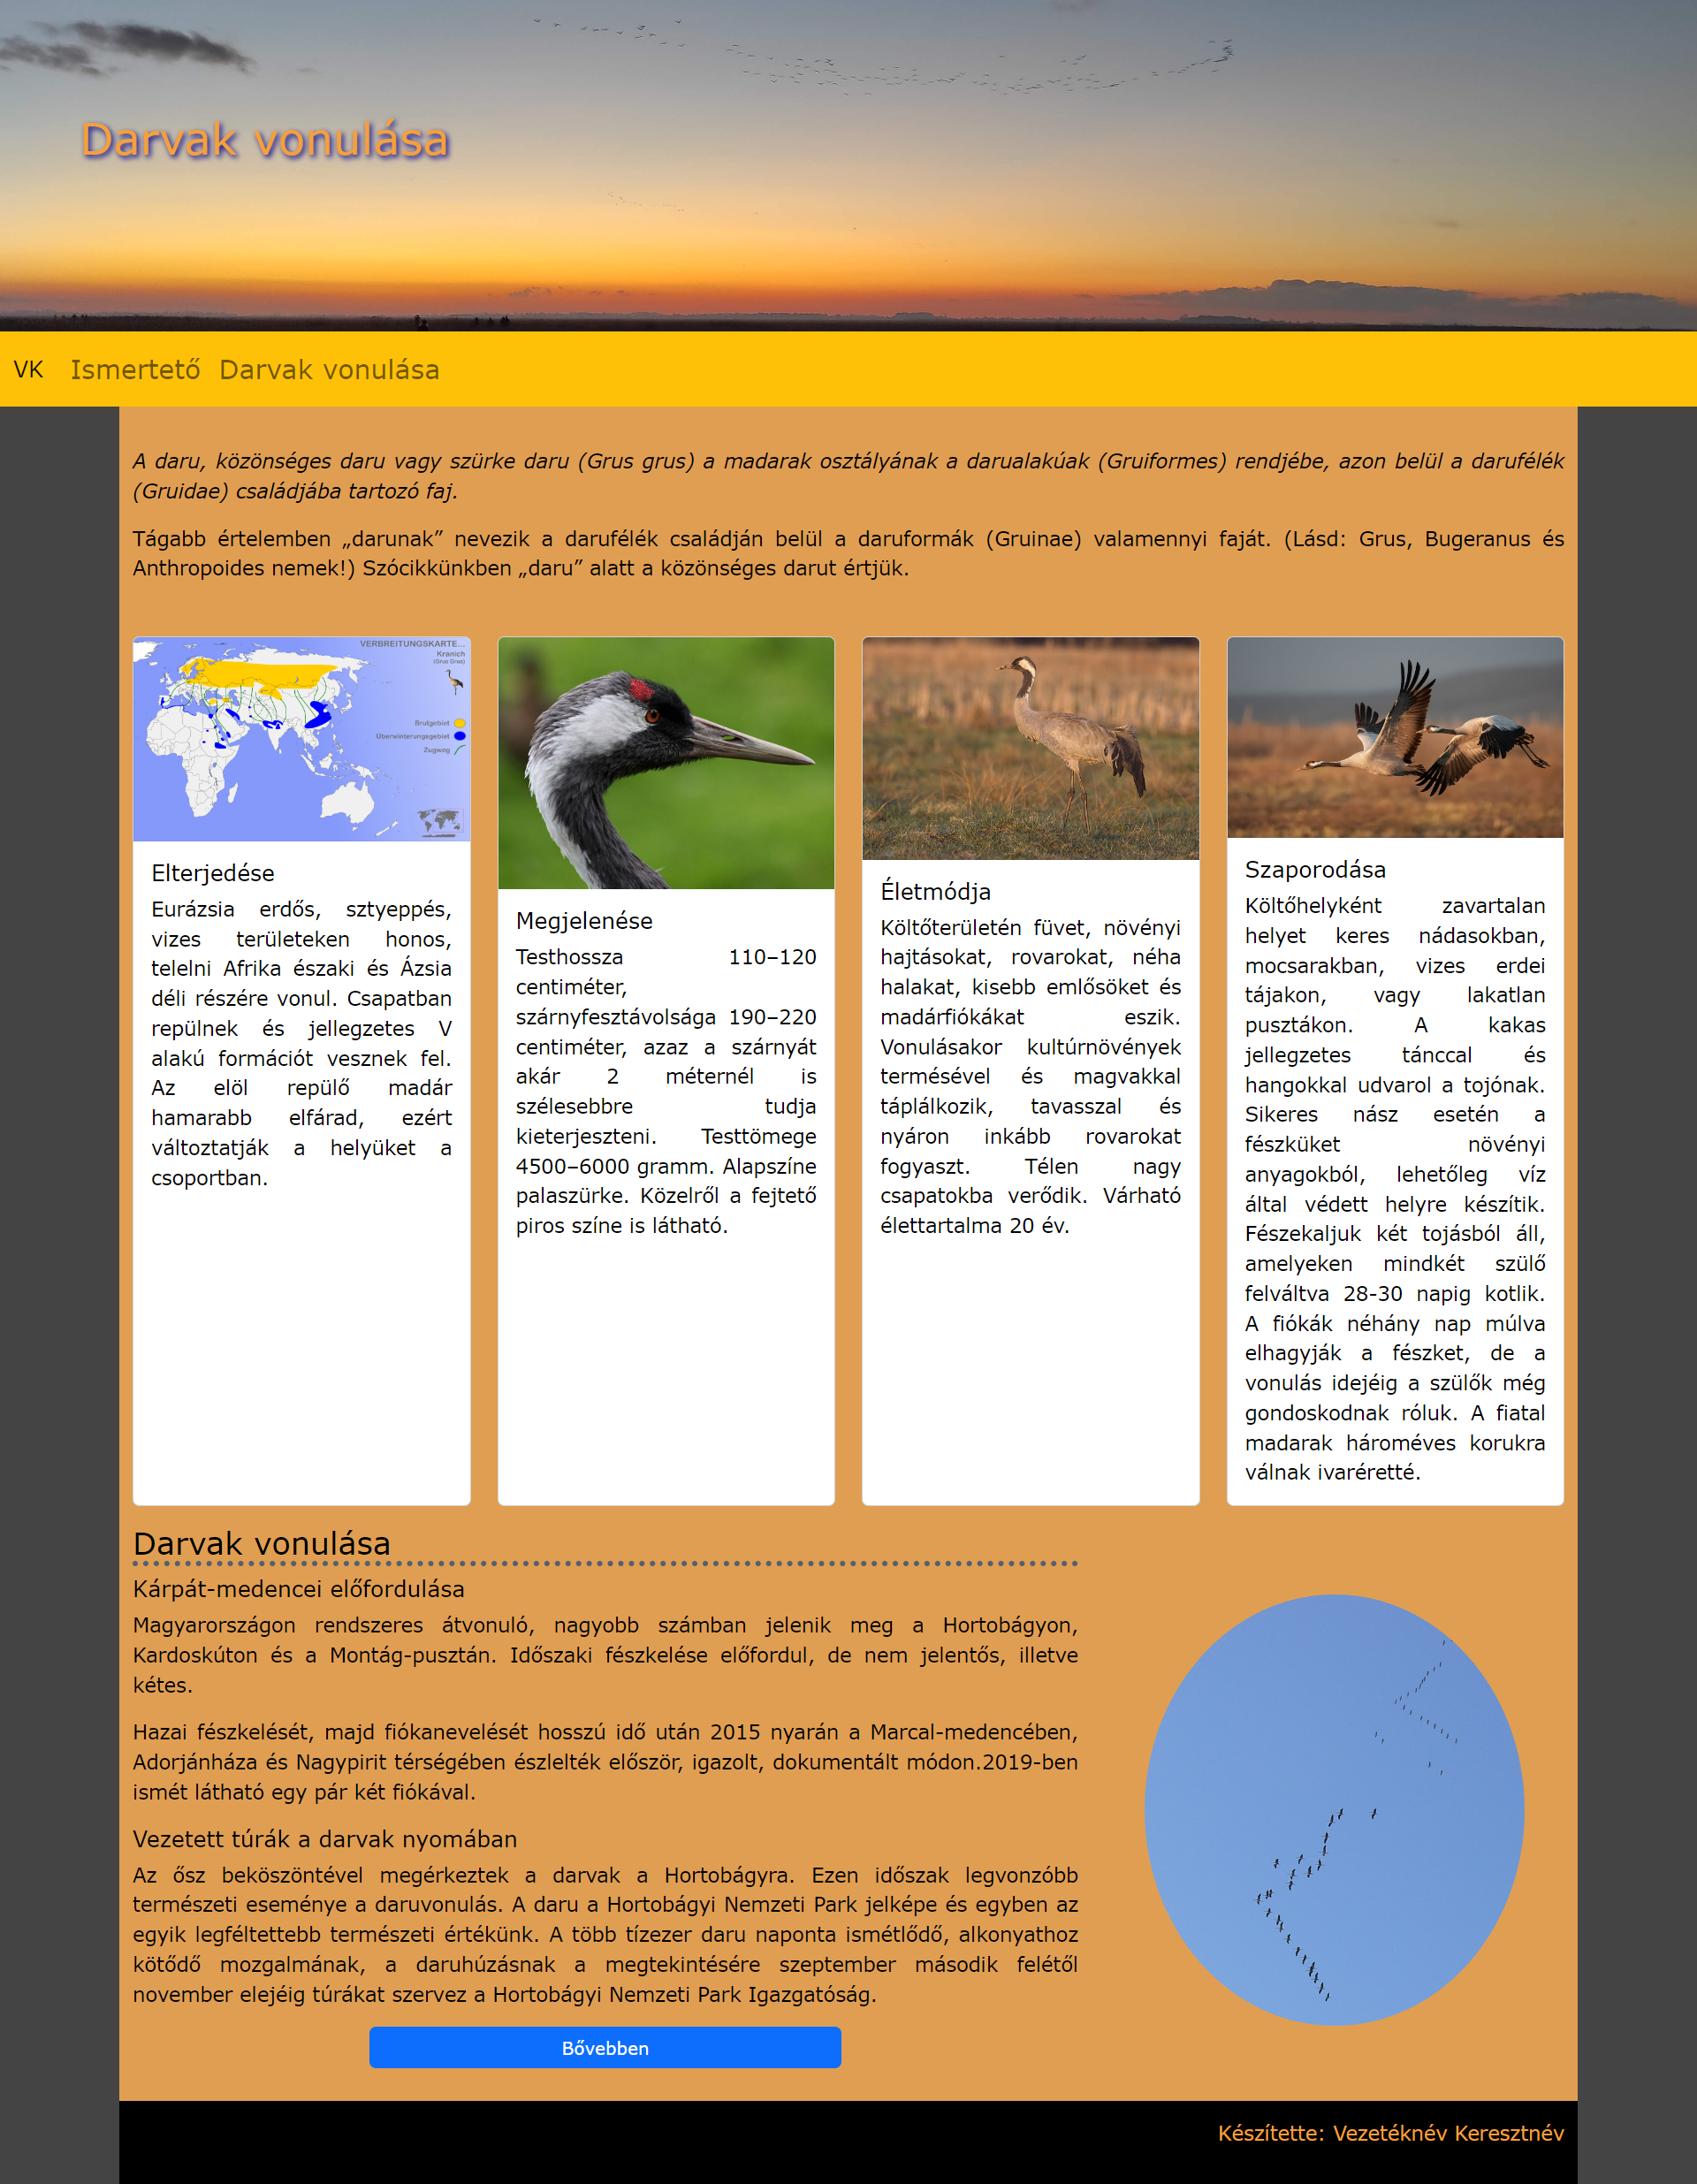 Darvak vonulása
VK Ismertető Darvak vonulása
A daru, közönséges daru vagy szürke daru (Grus grus) a madarak osztályának a darualakúak (Gruiformes) rendjébe, azon belül a darufélék
(Gruidae) családjába tartozó faj.
Tágabb értelemben „darunak” nevezik a darufélék családján belül a daruformák (Gruinae) valamennyi faját. (Lásd: Grus, Bugeranus és
Anthropoides nemek!) Szócikkünkben „daru” alatt a közönséges darut értjük.
VERBREITUNGSKARTE...
Kranich
(Grus Grus)
Brutgebiet
Überwinterungsgebiet
Zugweg
Elterjedése
Eurázsia erdős, sztyeppés,
vizes területeken honos,
telelni Afrika északi és Ázsia
déli részére vonul. Csapatban
repülnek és jellegzetes V
alakú formációt vesznek fel.
Az elöl repülő madár
hamarabb elfárad, ezért
változtatják a helyüket a
csoportban.
Megjelenése
Testhossza 110–120
centiméter,
szárnyfesztávolsága 190–220
centiméter, azaz a szárnyát
akár 2 méternél is
szélesebbre tudja
kieterjeszteni. Testtömege
4500–6000 gramm. Alapszíne
palaszürke. Közelről a fejtető
piros színe is látható.
Életmódja
Költőterületén füvet, növényi
hajtásokat, rovarokat, néha
halakat, kisebb emlősöket és
madárfiókákat eszik.
Vonulásakor kultúrnövények
termésével és magvakkal
táplálkozik, tavasszal és
nyáron inkább rovarokat
fogyaszt. Télen nagy
csapatokba verődik. Várható
élettartalma 20 év.
Szaporodása
Költőhelyként zavartalan
helyet keres nádasokban,
mocsarakban, vizes erdei
tájakon, vagy lakatlan
pusztákon. A kakas
jellegzetes tánccal és
hangokkal udvarol a tojónak.
Sikeres nász esetén a
fészküket növényi
anyagokból, lehetőleg víz
által védett helyre készítik.
Fészekaljuk két tojásból áll,
amelyeken mindkét szülő
felváltva 28-30 napig kotlik.
A fiókák néhány nap múlva
elhagyják a fészket, de a
vonulás idejéig a szülők még
gondoskodnak róluk. A fiatal
madarak hároméves korukra
válnak ivaréretté.
Darvak vonulása
Kárpát-medencei előfordulása
Magyarországon rendszeres átvonuló, nagyobb számban jelenik meg a Hortobágyon,
Kardoskúton és a Montág-pusztán. Időszaki fészkelése előfordul, de nem jelentős, illetve
kétes.
Hazai fészkelését, majd fiókanevelését hosszú idő után 2015 nyarán a Marcal-medencében,
Adorjánháza és Nagypirit térségében észlelték először, igazolt, dokumentált módon.2019-ben
ismét látható egy pár két fiókával.
Vezetett túrák a darvak nyomában
Az ősz beköszöntével megérkeztek a darvak a Hortobágyra. Ezen időszak legvonzóbb
természeti eseménye a daruvonulás. A daru a Hortobágyi Nemzeti Park jelképe és egyben az
egyik legféltettebb természeti értékünk. A több tízezer daru naponta ismétlődő, alkonyathoz
kötődő mozgalmának, a daruhúzásnak a megtekintésére szeptember második felétől
november elejéig túrákat szervez a Hortobágyi Nemzeti Park Igazgatóság.
Bővebben
Készítette: Vezetéknév Keresztnév